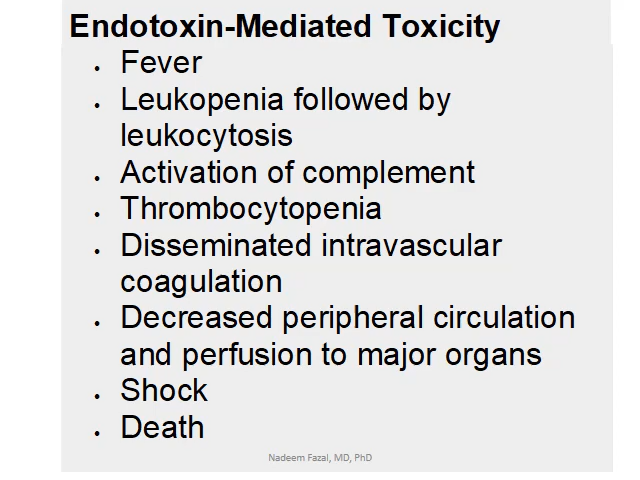 Endotoxin-Mediated Toxicity
• Fever
• Leukopenia followed by
leukocytosis
• Activation of complement
• Thrombocytopenia
• Disseminated intravascular
coagulation
• Decreased peripheral circulation
and perfusion to major organs
• Shock
• Death
Nadeem Fazal, MD, PhD